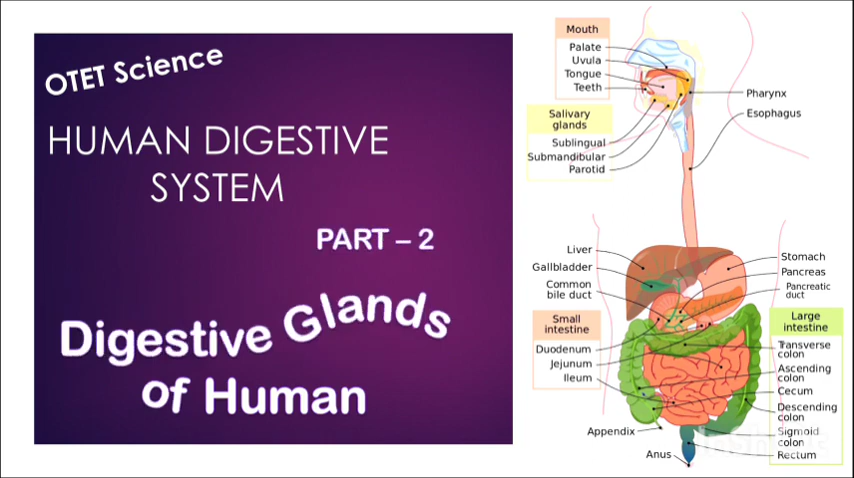 OTET Science
HUMAN DIGESTIVE
SYSTEM
PART – 2
Digestive Glands
of Human
Mouth
Palate
Uvula
Tongue
Teeth
Salivary
glands
Sublingual
Submandibular
Parotid
Pharynx
Esophagus
Liver
Gallbladder
Common
bile duct
Small
intestine
Duodenum
Jejunum
Ileum
Appendix
Anus
Stomach
Pancreas
Pancreatic
duct
Large
intestine
Transverse
colon
Ascending
colon
Cecum
Descending
colon
Sigmoid
colon
Rectum